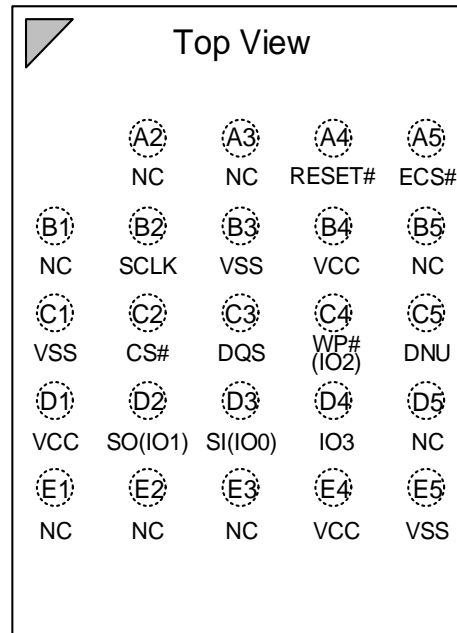 Top View
A2 A3 A4 A5
NC NC RESET# ECS#
B1 B2 B3 B4 B5
NC SCLK VSS VCC NC
C1 C2 C3 C4 C5
VSS CS# DQS WP# DNU
(IO2)
D1 D2 D3 D4 D5
VCC SO(IO1) SI(IO0) IO3 NC
E1 E2 E3 E4 E5
NC NC NC VCC VSS